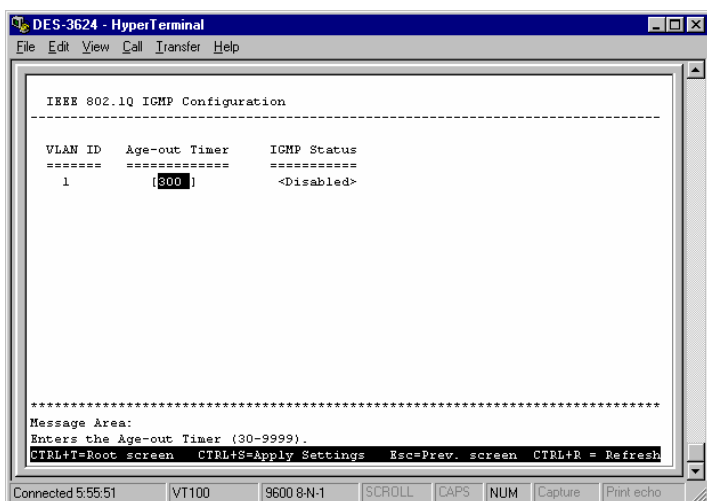 DES-3624 - HyperTerminal
File Edit View Call Transfer Help
IEEE 802.1Q IGMP Configuration
--------------------------------------------------------------------------------
VLAN ID Age-out Timer IGMP Status
======= ============= ===========
1 [300 ] <Disabled>
********************************************************************************
Message Area:
Enters the Age-out Timer (30-9999).
CTRL+T=Root screen CTRL+S=Apply Settings Esc=Prev. screen CTRL+R = Refresh
Connected 5:55:51 VT100 9600 8-N-1 SCROLL CAPS NUM Capture Print echo